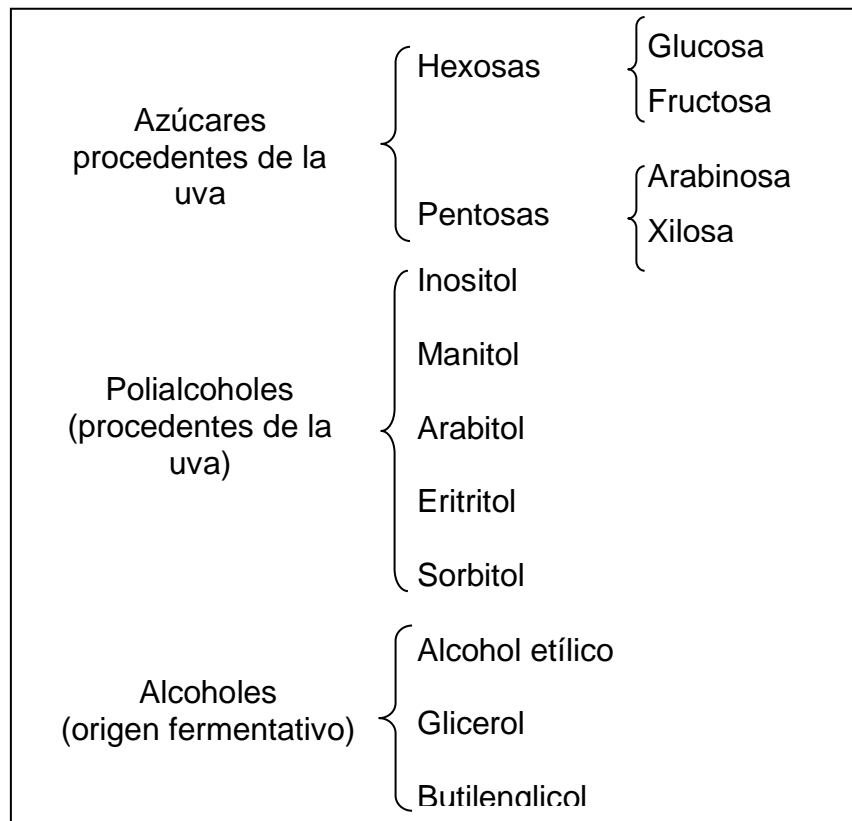 Azúcares
procedentes de la
uva
Hexosas
Glucosa
Fructosa
Pentosas
Arabinosa
Xilosa
Polialcoholes
(procedentes de la
uva)
Inositol
Manitol
Arabitol
Eritritol
Sorbitol
Alcoholes
(origen fermentativo)
Alcohol etílico
Glicerol
Butilenglicol